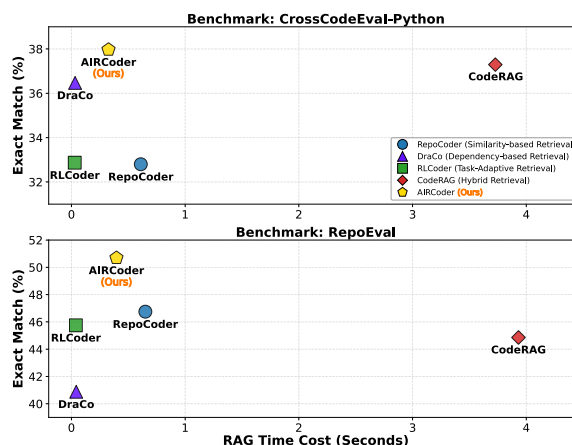 Benchmark: CrossCodeEval-Python
Exact Match (%)
38
36
34
32
0
1
2
3
4
AIRCoder
(Ours)
DraCo
RLCoder
RepoCoder
CodeRAG
RepoCoder (Similarity-based Retrieval)
DraCo (Dependency-based Retrieval)
RLCoder (Task-Adaptive Retrieval)
CodeRAG (Hybrid Retrieval)
AIRCoder (Ours)
Benchmark: RepoEval
Exact Match (%)
52
50
48
46
44
42
40
AIRCoder
(Ours)
RepoCoder
RLCoder
CodeRAG
DraCo
0
1
2
3
4
RAG Time Cost (Seconds)